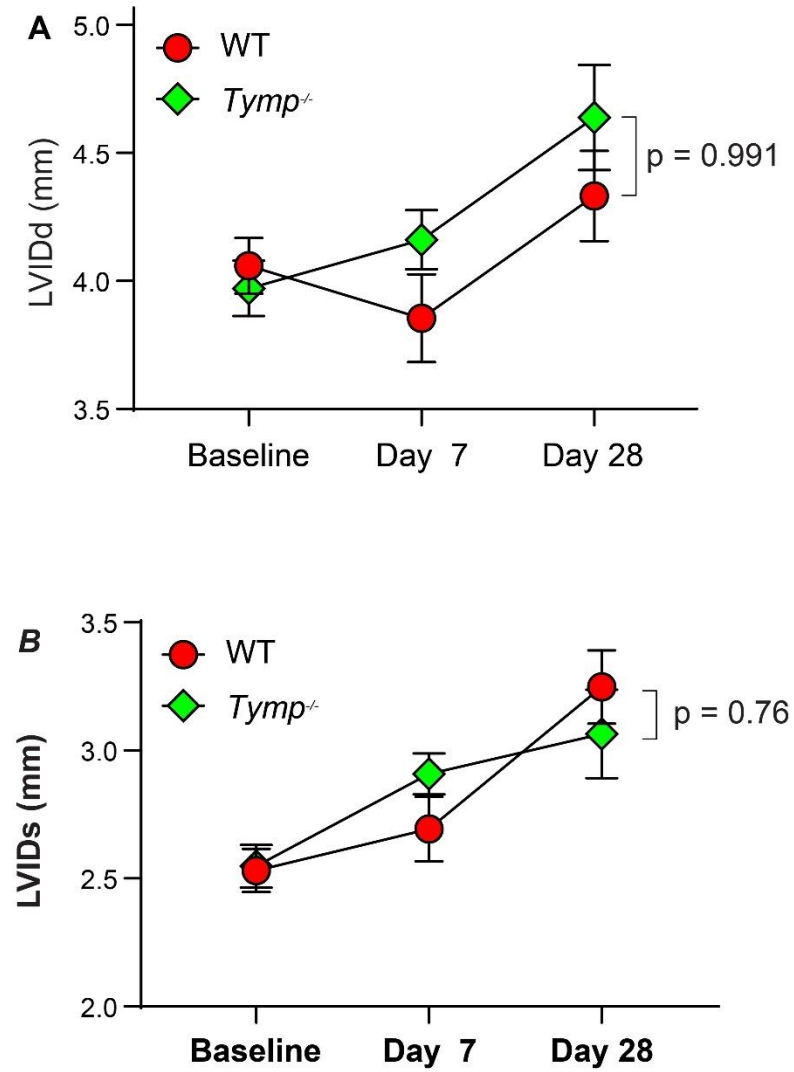 A
5.0
WT
Tymp-/-
4.5
p = 0.991
4.0
3.5
LVIDd (mm)
Baseline Day 7 Day 28
B
3.5
WT
Tymp-/-
p = 0.76
3.0
2.5
2.0
LVIDs (mm)
Baseline Day 7 Day 28